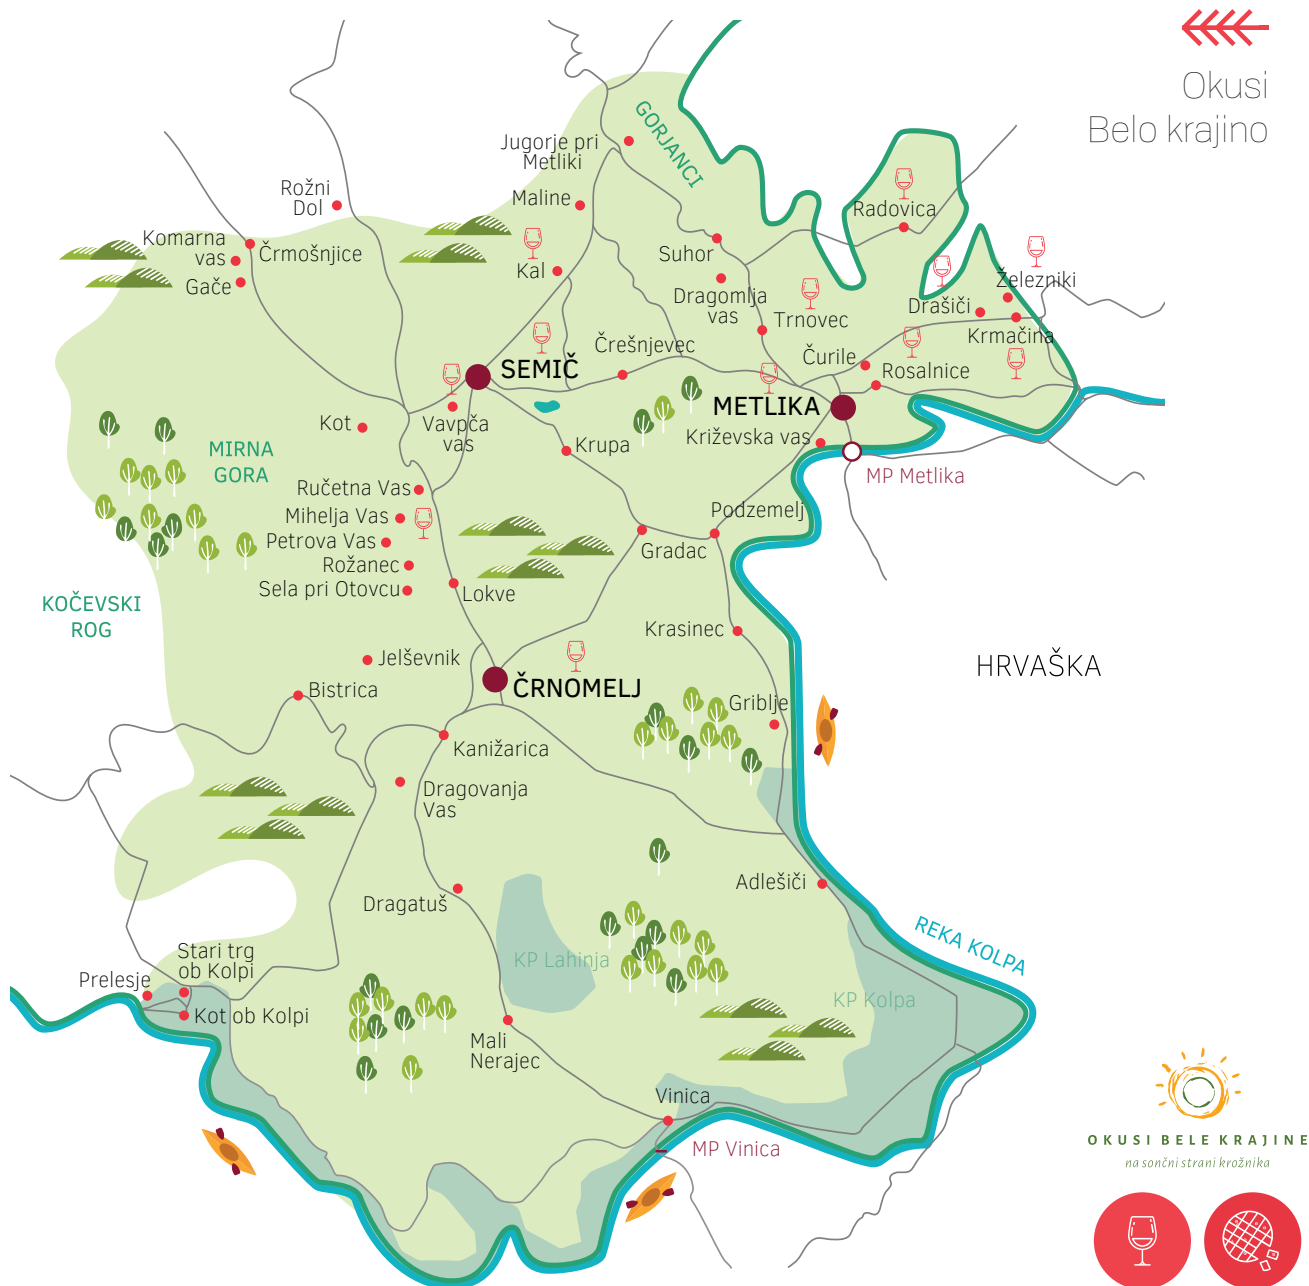 Okusi
Belo krajino
GORJANCI
Jugorje pri
Metliki
Rožni
Dol
Maline
Radovica
Komarna
vas
Črmošnjice
Suhor
Kal
Gače
Železniki
Dragomlja
vas
Drašiči
Trnovec
Krmačina
Črešnjevec
Čurile
SEMIČ
Rosalnice
METLIKA
Kot
Vavpča
vas
Križevska vas
Krupa
MIRNA
GORA
MP Metlika
Ručetna Vas
Mihelja Vas
Podzemelj
Petrova Vas
Gradac
Rožanec
Sela pri Otovcu
Lokve
KOČEVSKI
ROG
Krasinec
HRVAŠKA
Jelševnik
Bistrica
ČRNOMELJ
Griblje
Kanižarica
Dragovanja
Vas
Adlešiči
Dragatuš
REKA KOLPA
Stari trg
ob Kolpi
KP Lahinja
Prelesje
KP Kolpa
Kot ob Kolpi
Mali
Nerajec
Vinica
MP Vinica
OKUSI BELE KRAJINE
na sončni strani krožnika